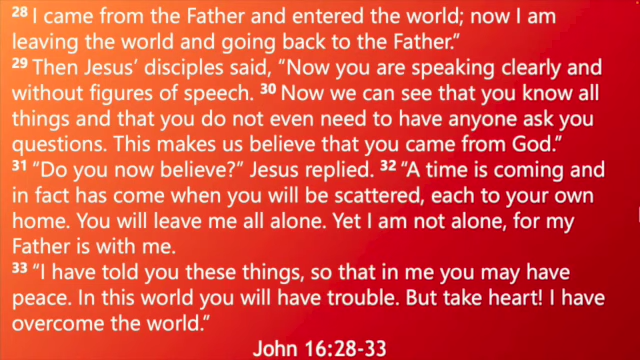 28 I came from the Father and entered the world; now I am
leaving the world and going back to the Father.”
29 Then Jesus’ disciples said, “Now you are speaking clearly and
without figures of speech. 30 Now we can see that you know all
things and that you do not even need to have anyone ask you
questions. This makes us believe that you came from God.”
31 “Do you now believe?” Jesus replied. 32 “A time is coming and
in fact has come when you will be scattered, each to your own
home. You will leave me all alone. Yet I am not alone, for my
Father is with me.
33 “I have told you these things, so that in me you may have
peace. In this world you will have trouble. But take heart! I have
overcome the world.”
John 16:28-33